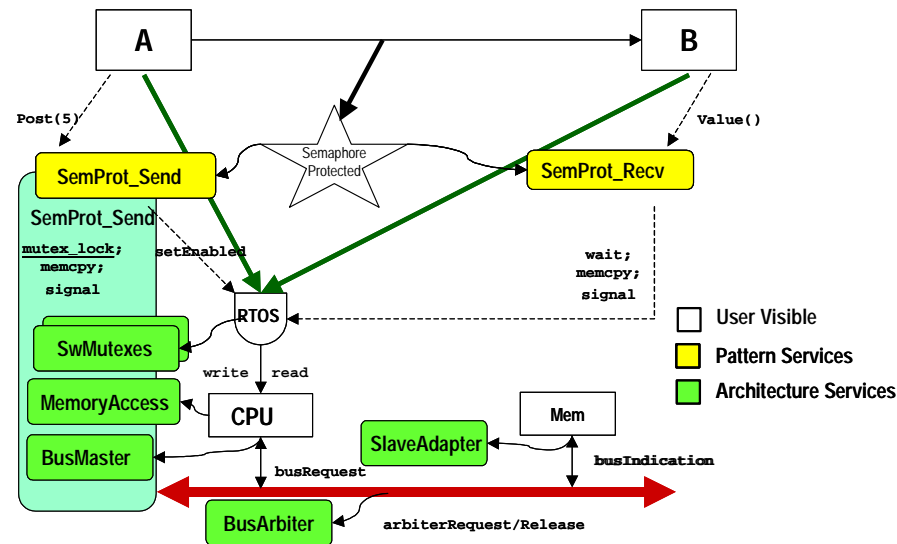 A
B
Post(5)
Value()
Semaphore
Protected
SemProt_Send
SemProt_Recv
SemProt_Send
mutex_lock;
memcpy;
signal
setEnabled
wait;
memcpy;
signal
RTOS
User Visible
Pattern Services
Architecture Services
SwMutexes
write
read
MemoryAccess
CPU
Mem
BusMaster
SlaveAdapter
busRequest
busIndication
BusArbiter
arbiterRequest/Release